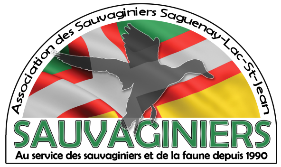 Association des Sauvaginiers Saguenay-Lac-St-Jean
SAUVAGINIERS
Au service des sauvaginiers et de la faune depuis 1990